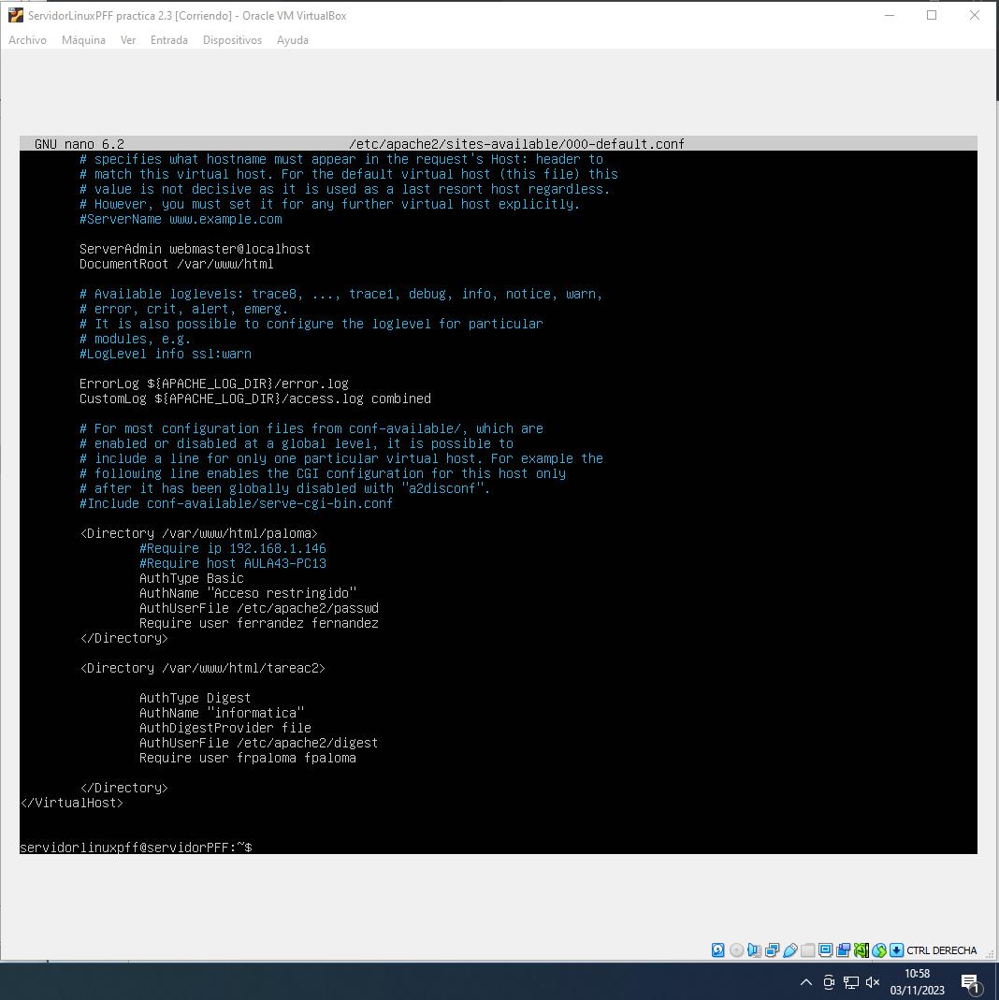 ServidorLinuxPFF practica 2.3 [Corriendo] - Oracle VM VirtualBox
Archivo Máquina Ver Entrada Dispositivos Ayuda
GNU nano 6.2 /etc/apache2/sites-available/000-default.conf
# specifies what hostname must appear in the request's Host: header to
# match this virtual host. For the default virtual host (this file) this
# value is not decisive as it is used as a last resort host regardless.
# However, you must set it for any further virtual host explicitly.
#ServerName www.example.com
ServerAdmin webmaster@localhost
DocumentRoot /var/www/html
# Available loglevels: trace8, ..., trace1, debug, info, notice, warn,
# error, crit, alert, emerg.
# It is also possible to configure the loglevel for particular
# modules, e.g.
#LogLevel info ssl:warn
ErrorLog ${APACHE_LOG_DIR}/error.log
CustomLog ${APACHE_LOG_DIR}/access.log combined
# For most configuration files from conf-available/, which are
# enabled or disabled at a global level, it is possible to
# include a line for only one particular virtual host. For example the
# following line enables the CGI configuration for this host only
# after it has been globally disabled with "a2disconf".
#Include conf-available/serve-cgi-bin.conf
<Directory /var/www/html/paloma>
#Require ip 192.168.1.146
#Require host AULA43-PC13
AuthType Basic
AuthName "Acceso restringido"
AuthUserFile /etc/apache2/passwd
Require user ferrandez fernandez
</Directory>
<Directory /var/www/html/tareac2>
AuthType Digest
AuthName "informatica"
AuthDigestProvider file
AuthUserFile /etc/apache2/digest
Require user frpaloma fpaloma
</Directory>
</VirtualHost>
servidorlinuxpff@servidorPFF:~$
CTRL DERECHA
10:58
03/11/2023
1